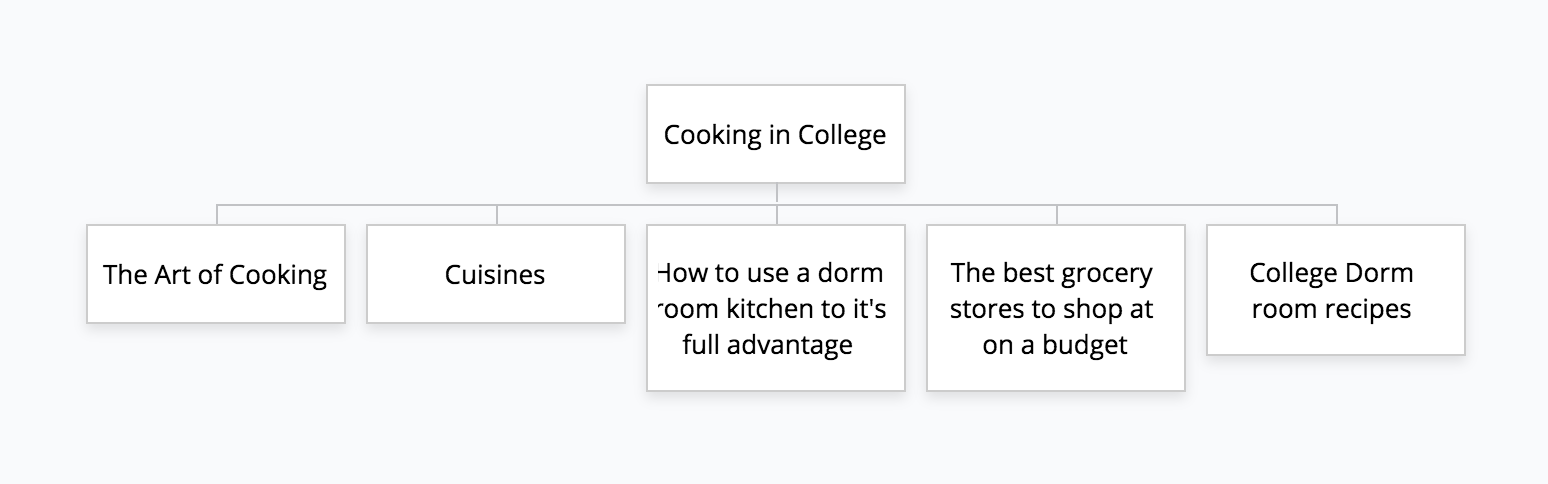 Cooking in College
The Art of Cooking
Cuisines
How to use a dorm
room kitchen to it's
full advantage
The best grocery
stores to shop at
on a budget
College Dorm
room recipes